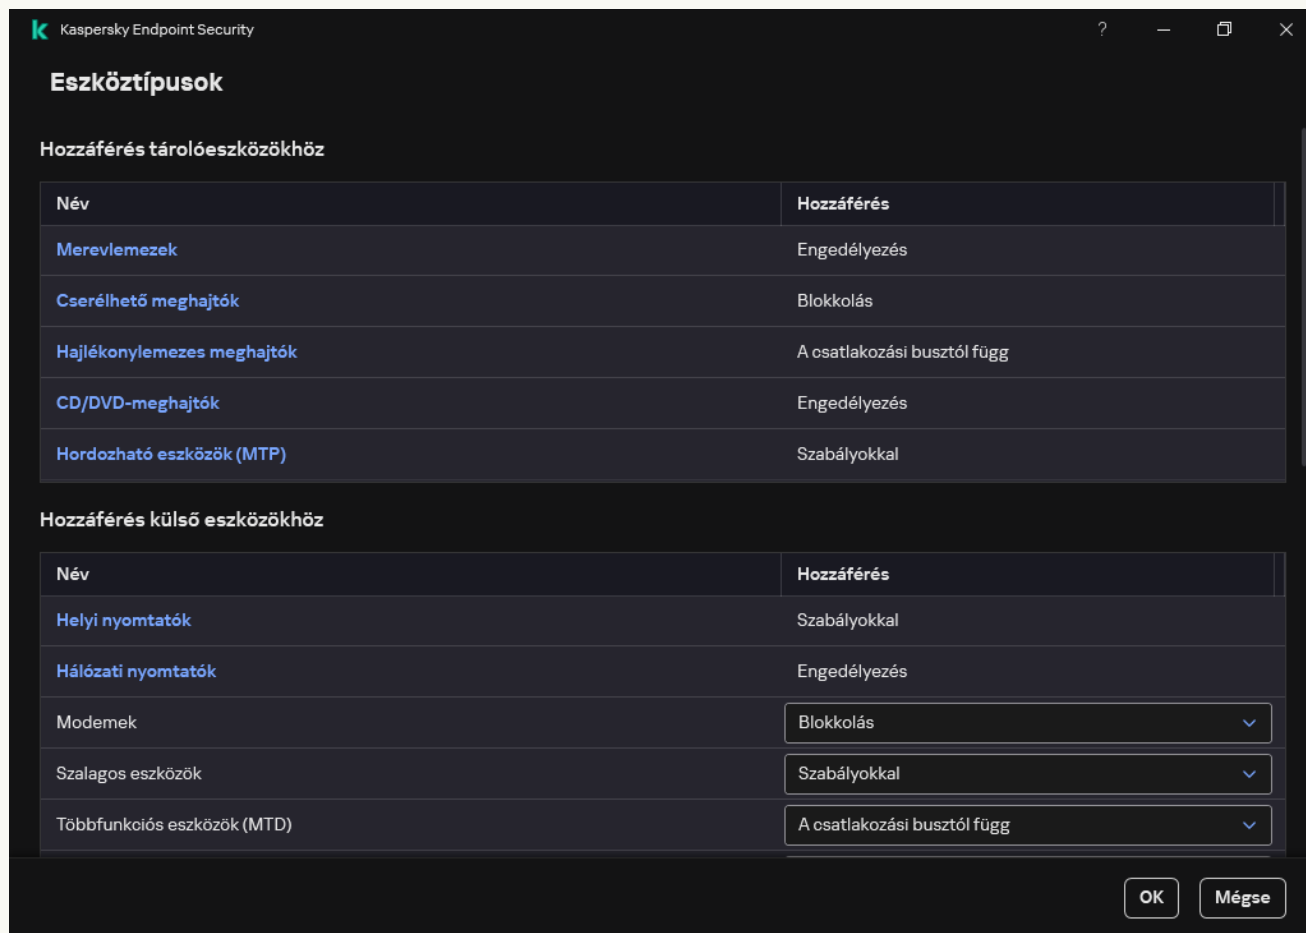 Kaspersky Endpoint Security ?
Eszköztípusok
Hozzáférés tárolóeszközökhöz
Név Hozzáférés
Merevlemezek Engedélyezés
Cserélhető meghajtók Blokkolás
Hajlékonylemezes meghajtók A csatlakozási busztól függ
CD/DVD-meghajtók Engedélyezés
Hordozható eszközök (MTP) Szabályokkal
Hozzáférés külső eszközökhöz
Név Hozzáférés
Helyi nyomtatók Szabályokkal
Hálózati nyomtatók Engedélyezés
Modemek Blokkolás
Szalagos eszközök Szabályokkal
Többfunkciós eszközök (MTD) A csatlakozási busztól függ
OK Mégse